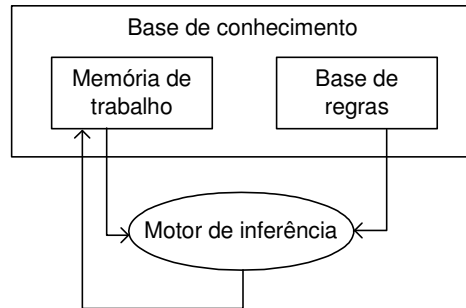 Base de conhecimento
Memória de
trabalho
Base de
regras
Motor de inferência